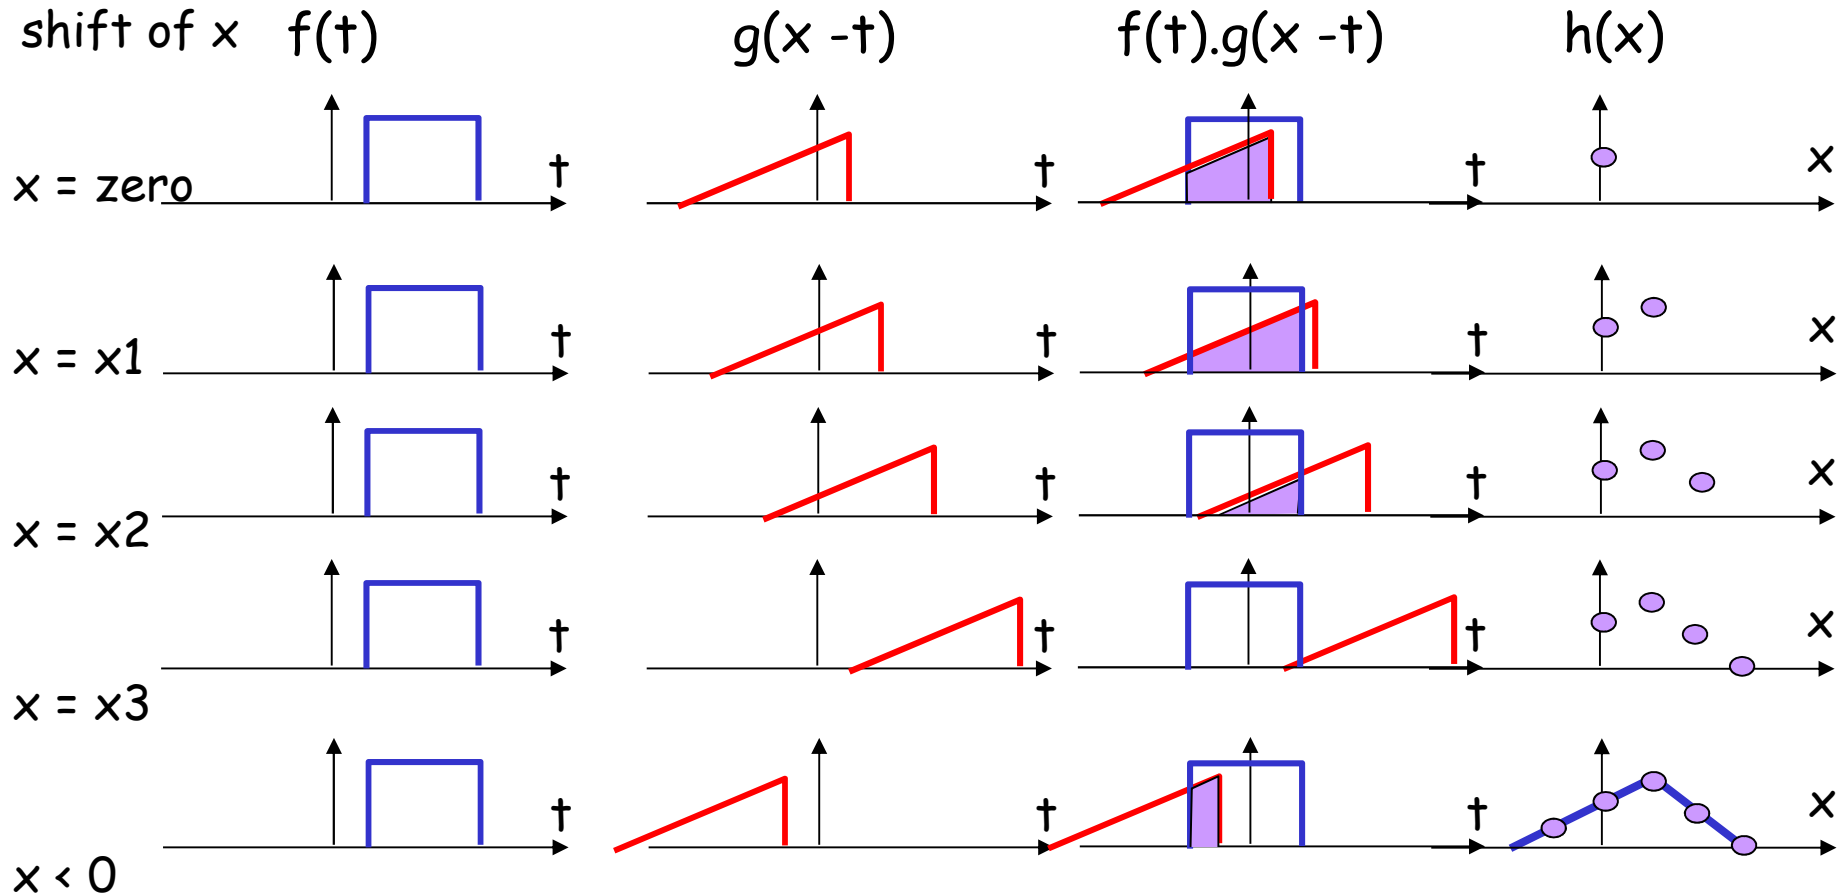 shift of x f(t) g(x -t) f(t).g(x -t) h(x)
x = zero t t t x
x = x1 t t t x
x = x2 t t t x
x = x3 t t t x
x < 0 t t t x